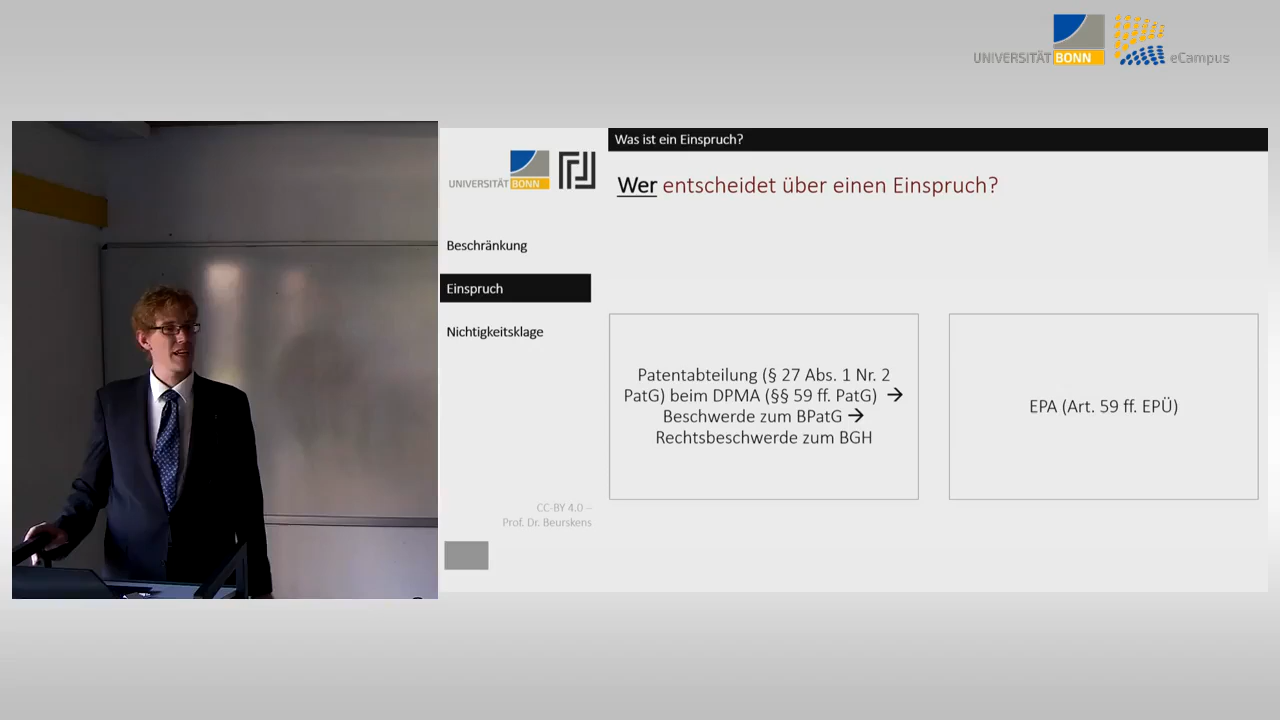 UNIVERSITÄT BONN eCampus
Was ist ein Einspruch?
UNIVERSITÄT BONN
Wer entscheidet über einen Einspruch?
Beschränkung
Einspruch
Nichtigkeitsklage
Patentabteilung (§ 27 Abs. 1 Nr. 2
PatG) beim DPMA (§§ 59 ff. PatG) →
Beschwerde zum BPatG →
Rechtsbeschwerde zum BGH
EPA (Art. 59 ff. EPÜ)
CC-BY 4.0 –
Prof. Dr. Beurskens